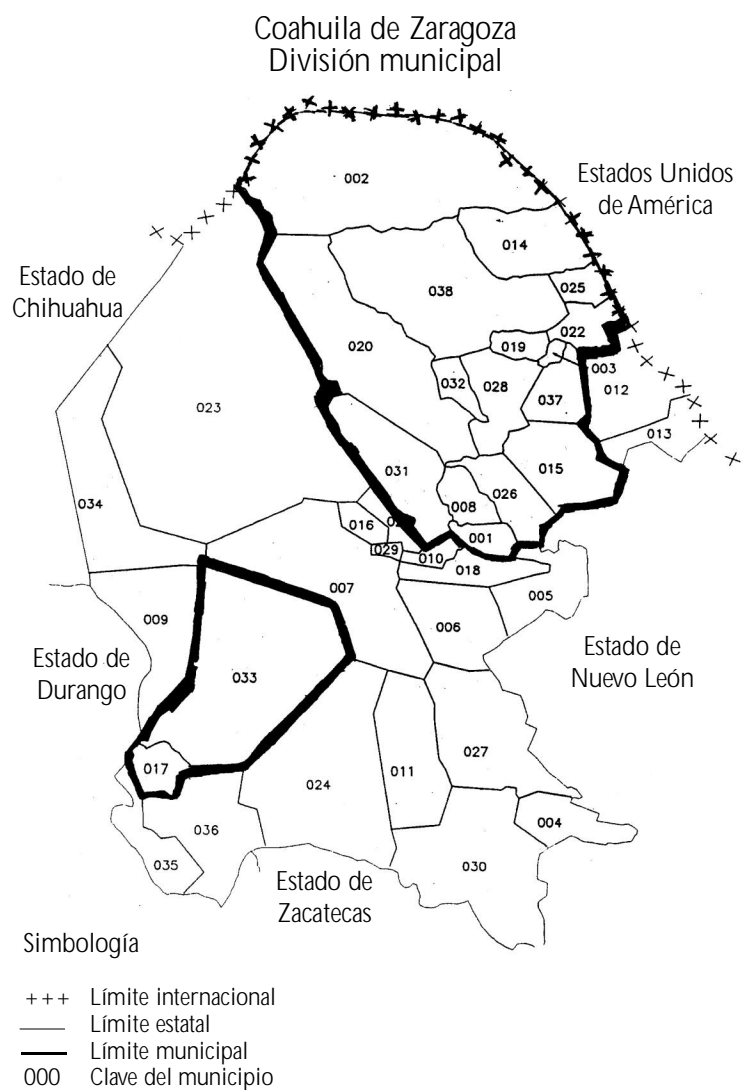 Coahuila de Zaragoza
División municipal
002
Estados Unidos
de América
014
Estado de
Chihuahua
025
038
022
020
019
003
032
028
012
037
023
013
031
015
034
026
008
016
001
029
010
018
007
005
009
006
Estado de
Durango
Estado de
Nuevo León
033
027
017
024
011
004
036
035
030
Estado de
Zacatecas
Simbología
+++ Límite internacional
Límite estatal
Límite municipal
000 Clave del municipio